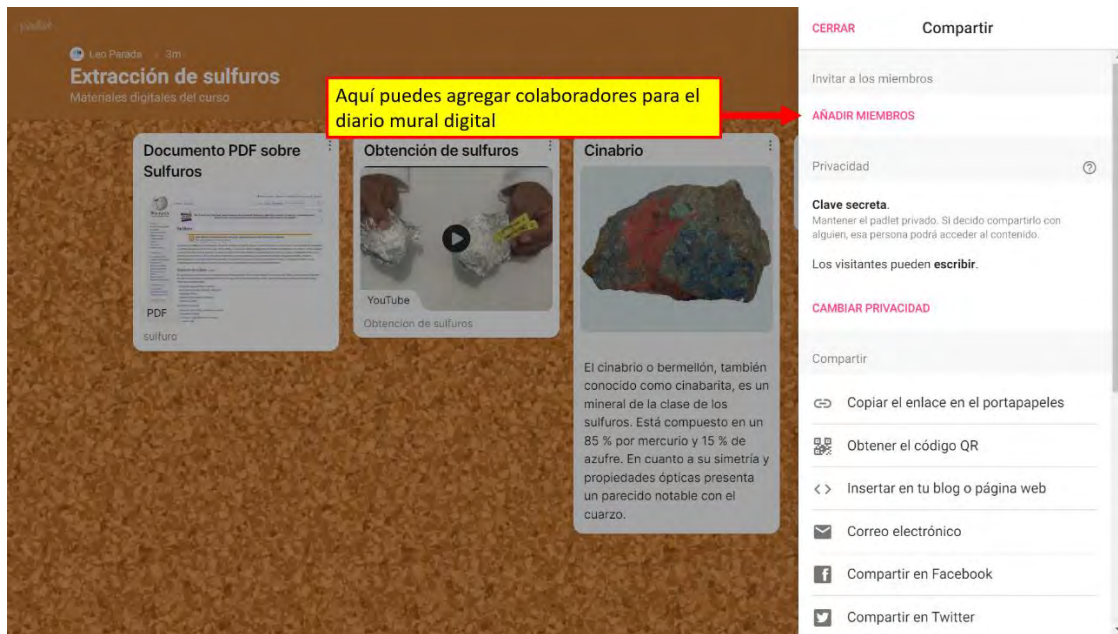 padlet
Leo Parada 3m
Extracción de sulfuros
Materiales digitales del curso
Aquí puedes agregar colaboradores para el
diario mural digital
Documento PDF sobre
Sulfuros
PDF
sulfuro
Obtención de sulfuros
YouTube
Obtencion de sulfuros
Cinabrio
El cinabrio o bermellón, también
conocido como cinabarita, es un
mineral de la clase de los
sulfuros. Está compuesto en un
85 % por mercurio y 15 % de
azufre. En cuanto a su simetría y
propiedades ópticas presenta
un parecido notable con el
cuarzo.
CERRAR
Compartir
Invitar a los miembros
AÑADIR MIEMBROS
Privacidad
Clave secreta.
Mantener el padlet privado. Si decido compartirlo con
alguien, esa persona podrá acceder al contenido.
Los visitantes pueden escribir.
CAMBIAR PRIVACIDAD
Compartir
Copiar el enlace en el portapapeles
Obtener el código QR
Insertar en tu blog o página web
Correo electrónico
Compartir en Facebook
Compartir en Twitter